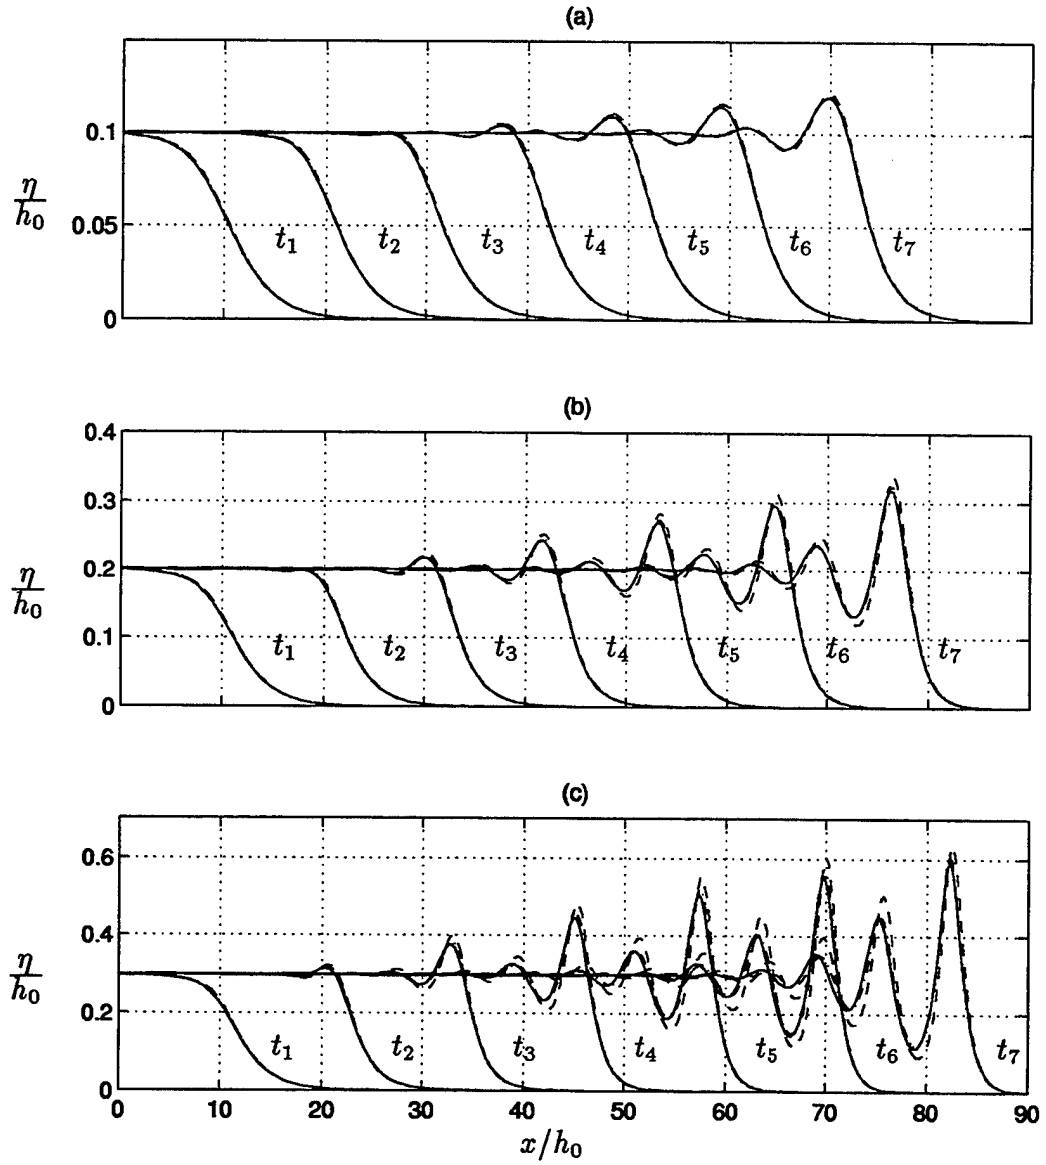 (a)
0.1
0.05
0
η/h₀
t₁ t₂ t₃ t₄ t₅ t₆ t₇
(b)
0.4
0.3
0.2
0.1
0
η/h₀
t₁ t₂ t₃ t₄ t₅ t₆ t₇
(c)
0.6
0.4
0.2
0
η/h₀
t₁ t₂ t₃ t₄ t₅ t₆ t₇
0 10 20 30 40 50 60 70 80 90
x/h₀